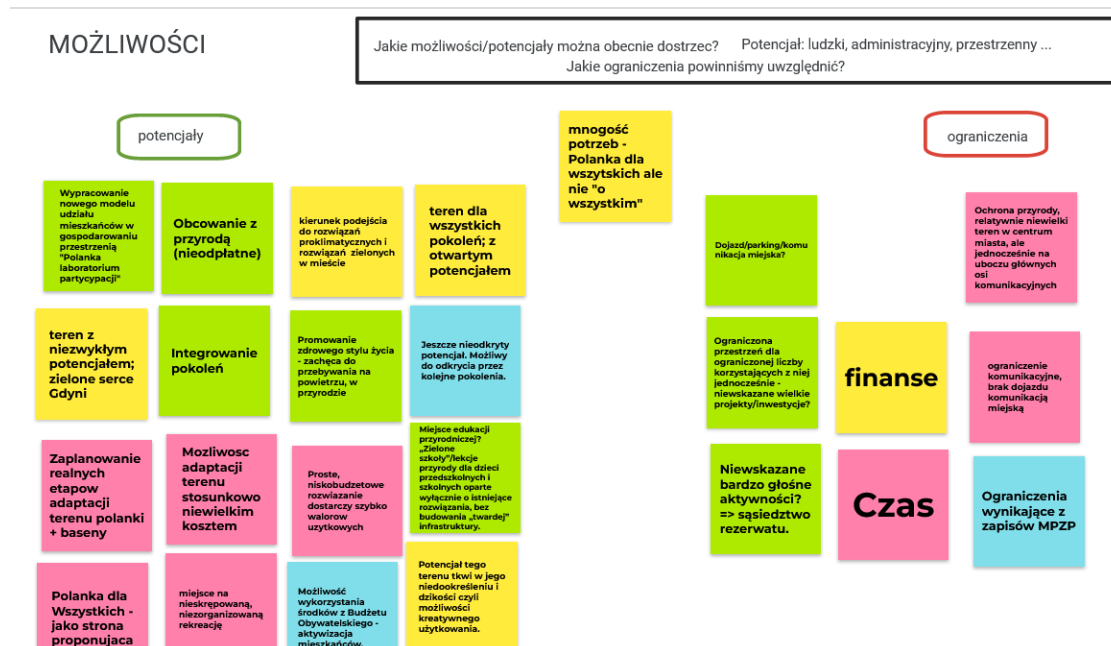 MOŻLIWOŚCI
Jakie możliwości/potencjały można obecnie dostrzec? Potencjał: ludzki, administracyjny, przestrzenny ...
Jakie ograniczenia powinniśmy uwzględnić?
potencjały
Wypracowanie
nowego modelu
udziału
mieszkańców w
gospodarowaniu
przestrzenią
"Polanka
laboratorium
partycypacji"
Obcowanie z
przyrodą
(nieodpłatne)
kierunek podejścia
do rozwiązań
proklimatycznych i
rozwiązań zielonych
w mieście
teren dla
wszystkich
pokoleń; z
otwartym
potencjałem
teren z
niezwykłym
potencjałem;
zielone serce
Gdyni
Integrowanie
pokoleń
Promowanie
zdrowego stylu życia
- zachęca do
przebywania na
powietrzu, w
przyrodzie
Jeszcze nieodkryty
potencjał. Możliwy
do odkrycia przez
kolejne pokolenia.
Zaplanowanie
realnych
etapow
adaptacji
terenu polanki
+ baseny
Mozliwosc
adaptacji
terenu
stosunkowo
niewielkim
kosztem
Proste,
niskobudzetowe
rozwiazanie
dostarczy szybko
walorow
uzytkowych
Miejsce edukacji
przyrodniczej?
„Zielone
szkoły"/lekcje
przyrody dla dzieci
przedszkolnych i
szkolnych oparte
wyłącznie o istniejące
rozwiązania, bez
budowania „twardej"
infrastruktury.
Polanka dla
Wszystkich -
jako strona
proponujaca
miejsce na
nieskrępowaną,
niezorganizowaną
rekreację
Możliwość
wykorzystania
środków z Budżetu
Obywatelskiego -
aktywizacja
mieszkańców.
Potencjał tego
terenu tkwi w jego
niedookreśleniu i
dzikości czyli
możliwości
kreatywnego
użytkowania.
mnogość
potrzeb -
Polanka dla
wszytskich ale
nie "o
wszystkim"
ograniczenia
Dojazd/parking/komu
nikacja miejska?
Ochrona przyrody,
relatywnie niewielki
teren w centrum
miasta, ale
jednocześnie na
uboczu głównych
osi
komunikacyjnych
Ograniczona
przestrzeń dla
ograniczonej liczby
korzystających z niej
jednocześnie -
niewskazane wielkie
projekty/inwestycje?
finanse
ograniczenie
komunikacyjne,
brak dojazdu
komunikacją
miejską
Niewskazane
bardzo głośne
aktywności?
=> sąsiedztwo
rezerwatu.
Czas
Ograniczenia
wynikające z
zapisów MPZP